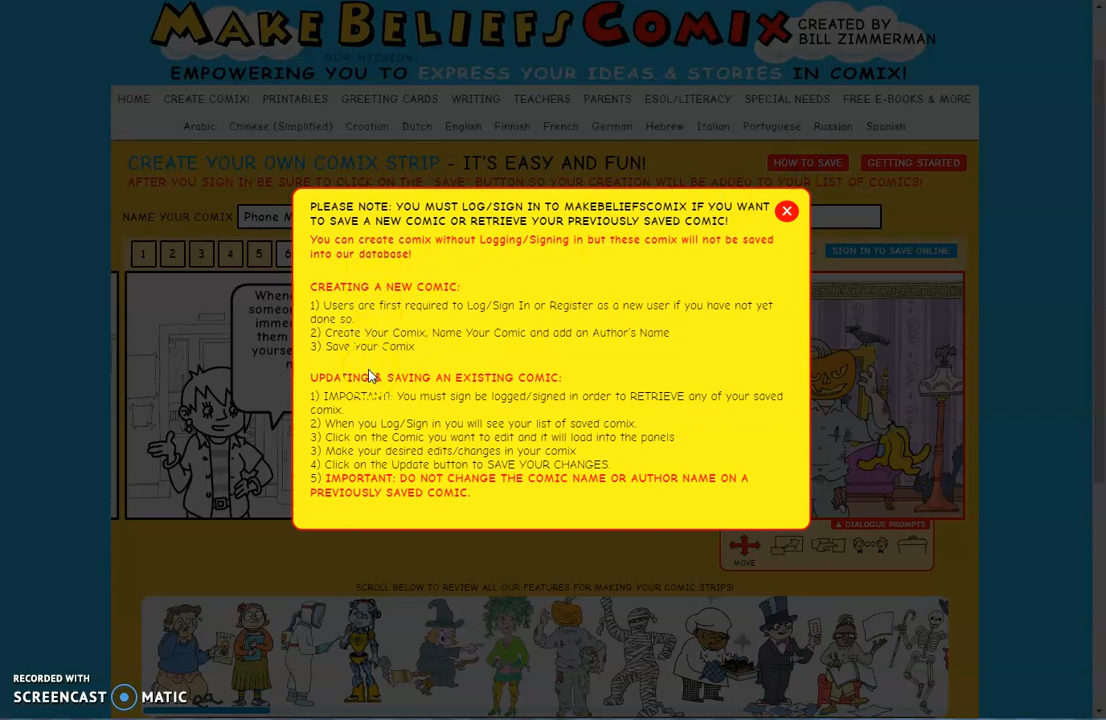 MAKE BELIEFS COMIX
CREATED BY
BILL ZIMMERMAN
OUR MISSION:
EMPOWERING YOU TO EXPRESS YOUR IDEAS & STORIES IN COMIX!
HOME CREATE COMIX! PRINTABLES GREETING CARDS WRITING TEACHERS PARENTS ESOL/LITERACY SPECIAL NEEDS FREE E-BOOKS & MORE
Arabic Chinese (Simplified) Croatian Dutch English Finnish French German Hebrew Italian Portuguese Russian Spanish
CREATE YOUR OWN COMIX STRIP - IT'S EASY AND FUN!
HOW TO SAVE GETTING STARTED
AFTER YOU SIGN IN BE SURE TO CLICK ON THE "SAVE" BUTTON SO YOUR CREATION WILL BE ADDED TO YOUR LIST OF COMICS!
NAME YOUR COMIX Phone
1 2 3 4 5 6
SIGN IN TO SAVE ONLINE
When
someon
immed
them
yourse
PLEASE NOTE: YOU MUST LOG/SIGN IN TO MAKEBELIEFSCOMIX IF YOU WANT
TO SAVE A NEW COMIC OR RETRIEVE YOUR PREVIOUSLY SAVED COMIC!
X
You can create comix without Logging/Signing in but these comix will not be saved
into our database!
CREATING A NEW COMIC:
1) Users are first required to Log/Sign In or Register as a new user if you have not yet
done so.
2) Create Your Comix, Name Your Comic and add an Author's Name
3) Save Your Comix
UPDATING & SAVING AN EXISTING COMIC:
1) IMPORTANT: You must sign be logged/signed in order to RETRIEVE any of your saved
comix.
2) When you Log/Sign in you will see your list of saved comix.
3) Click on the Comic you want to edit and it will load into the panels
3) Make your desired edits/changes in your comix
4) Click on the Update button to SAVE YOUR CHANGES.
5) IMPORTANT: DO NOT CHANGE THE COMIC NAME OR AUTHOR NAME ON A
PREVIOUSLY SAVED COMIC.
▲ DIALOGUE PROMPTS
MOVE
SCROLL BELOW TO REVIEW ALL OUR FEATURES FOR MAKING YOUR COMIC STRIPS!
RECORDED WITH
SCREENCAST MATIC